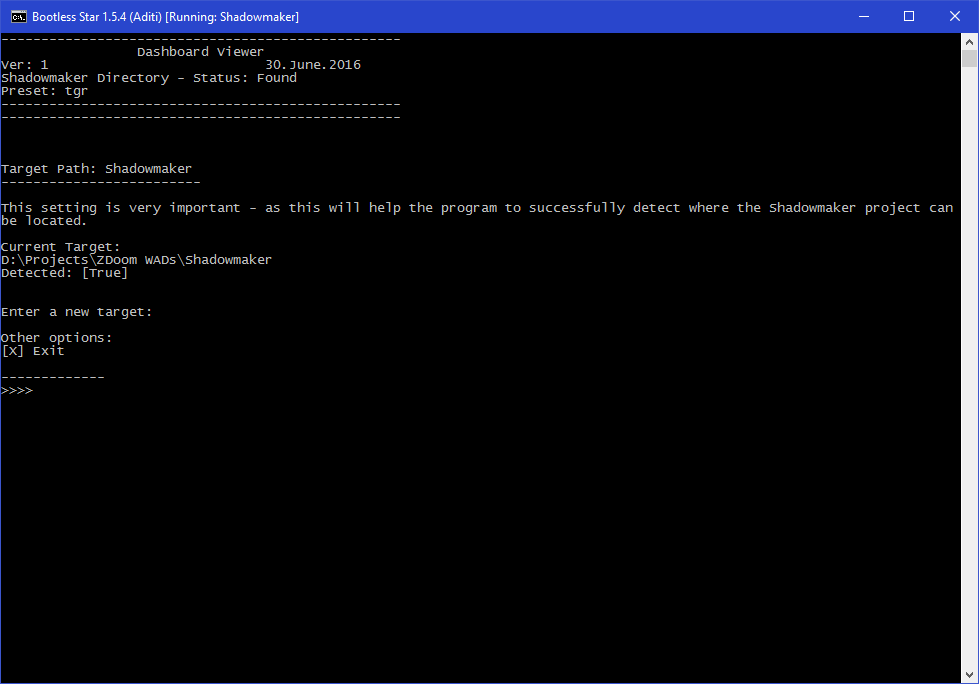 Bootless Star 1.5.4 (Aditi) [Running: Shadowmaker]
--------------------------------------------------
Dashboard Viewer
Ver: 1 30.June.2016
Shadowmaker Directory - Status: Found
Preset: tgr
--------------------------------------------------
--------------------------------------------------
Target Path: Shadowmaker
-------------------------
This setting is very important - as this will help the program to successfully detect where the Shadowmaker project can
be located.
Current Target:
D:\Projects\ZDoom WADs\Shadowmaker
Detected: [True]
Enter a new target:
Other options:
[X] Exit
-------------
>>>>